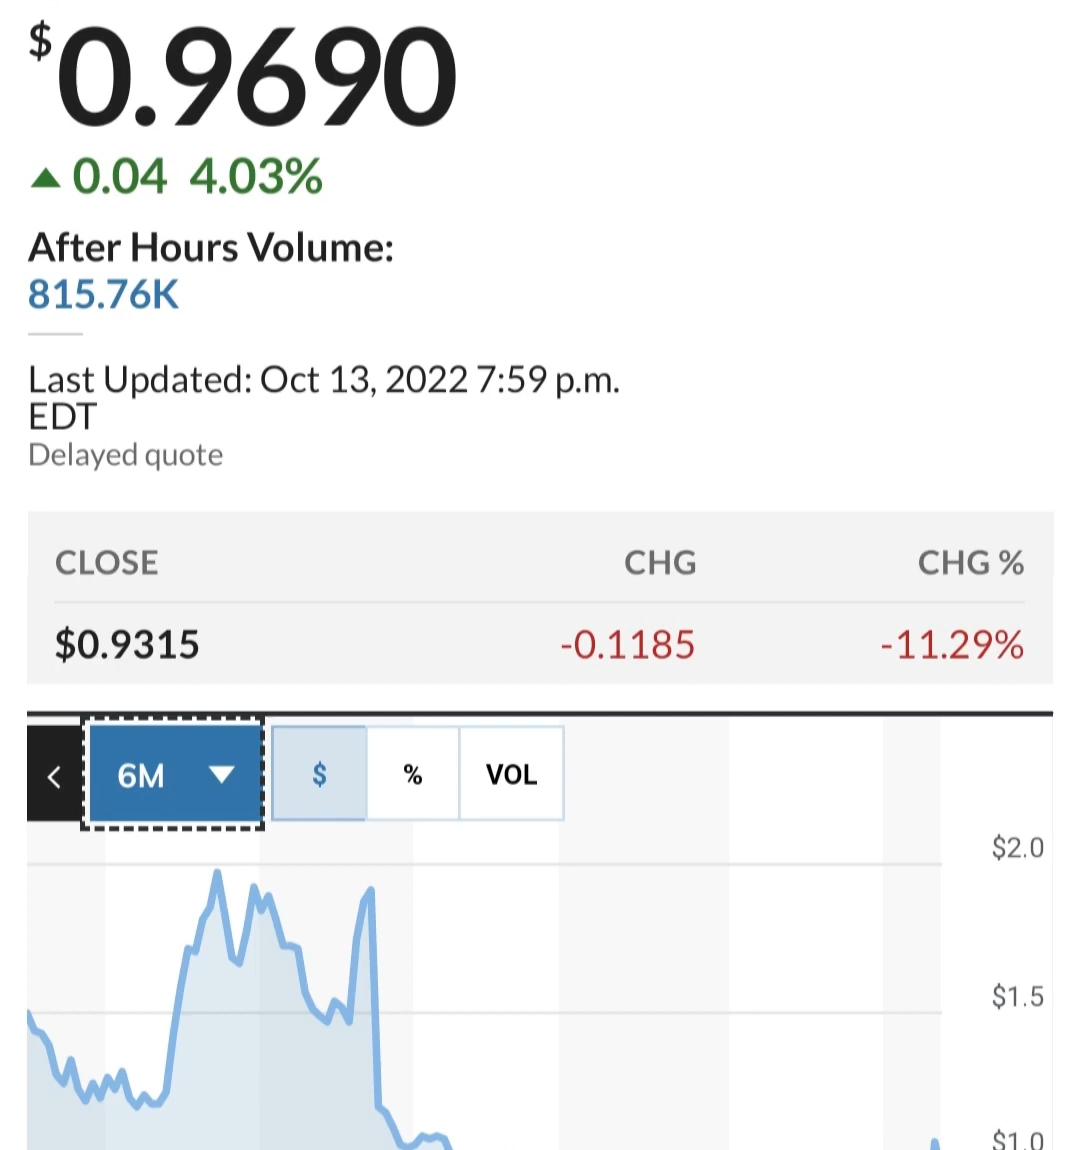 $0.9690
▲ 0.04 4.03%
After Hours Volume:
815.76K
Last Updated: Oct 13, 2022 7:59 p.m.
EDT
Delayed quote
CLOSE CHG CHG %
$0.9315 -0.1185 -11.29%
< 6M ▼ $ % VOL
$2.0
$1.5
$1.0